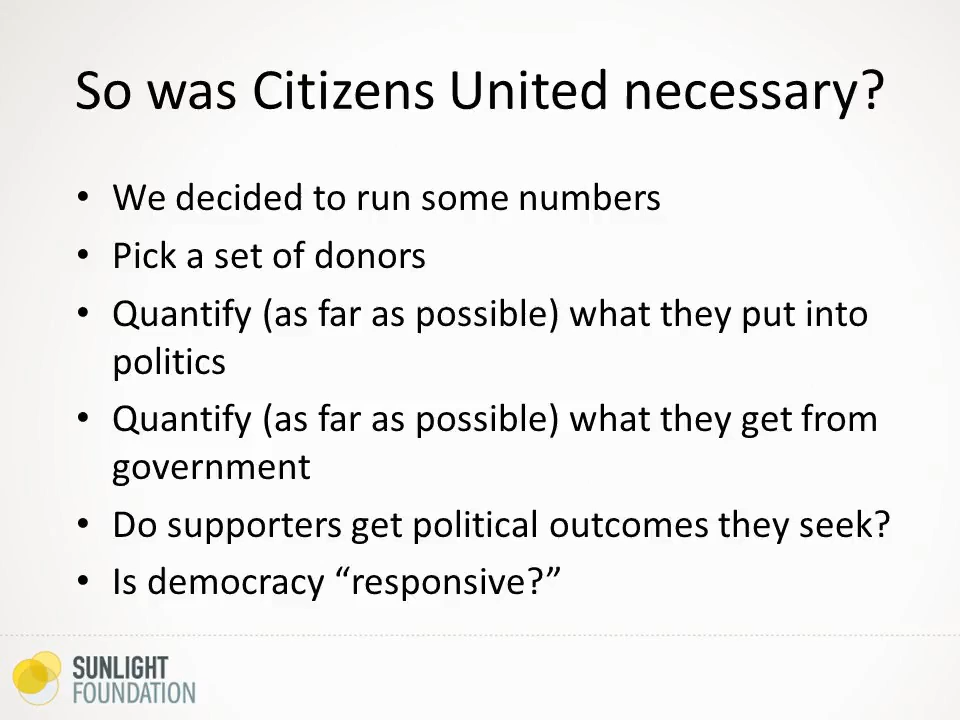 So was Citizens United necessary?
• We decided to run some numbers
• Pick a set of donors
• Quantify (as far as possible) what they put into
politics
• Quantify (as far as possible) what they get from
government
• Do supporters get political outcomes they seek?
• Is democracy “responsive?”
SUNLIGHT
FOUNDATION